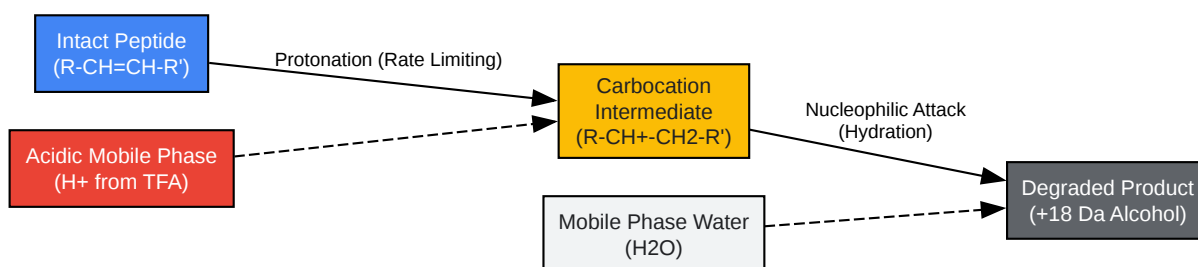 Intact Peptide
(R-CH=CH-R')
Protonation (Rate Limiting)
Acidic Mobile Phase
(H+ from TFA)
Carbocation
Intermediate
(R-CH+-CH2-R')
Nucleophilic Attack
(Hydration)
Mobile Phase Water
(H2O)
Degraded Product
(+18 Da Alcohol)